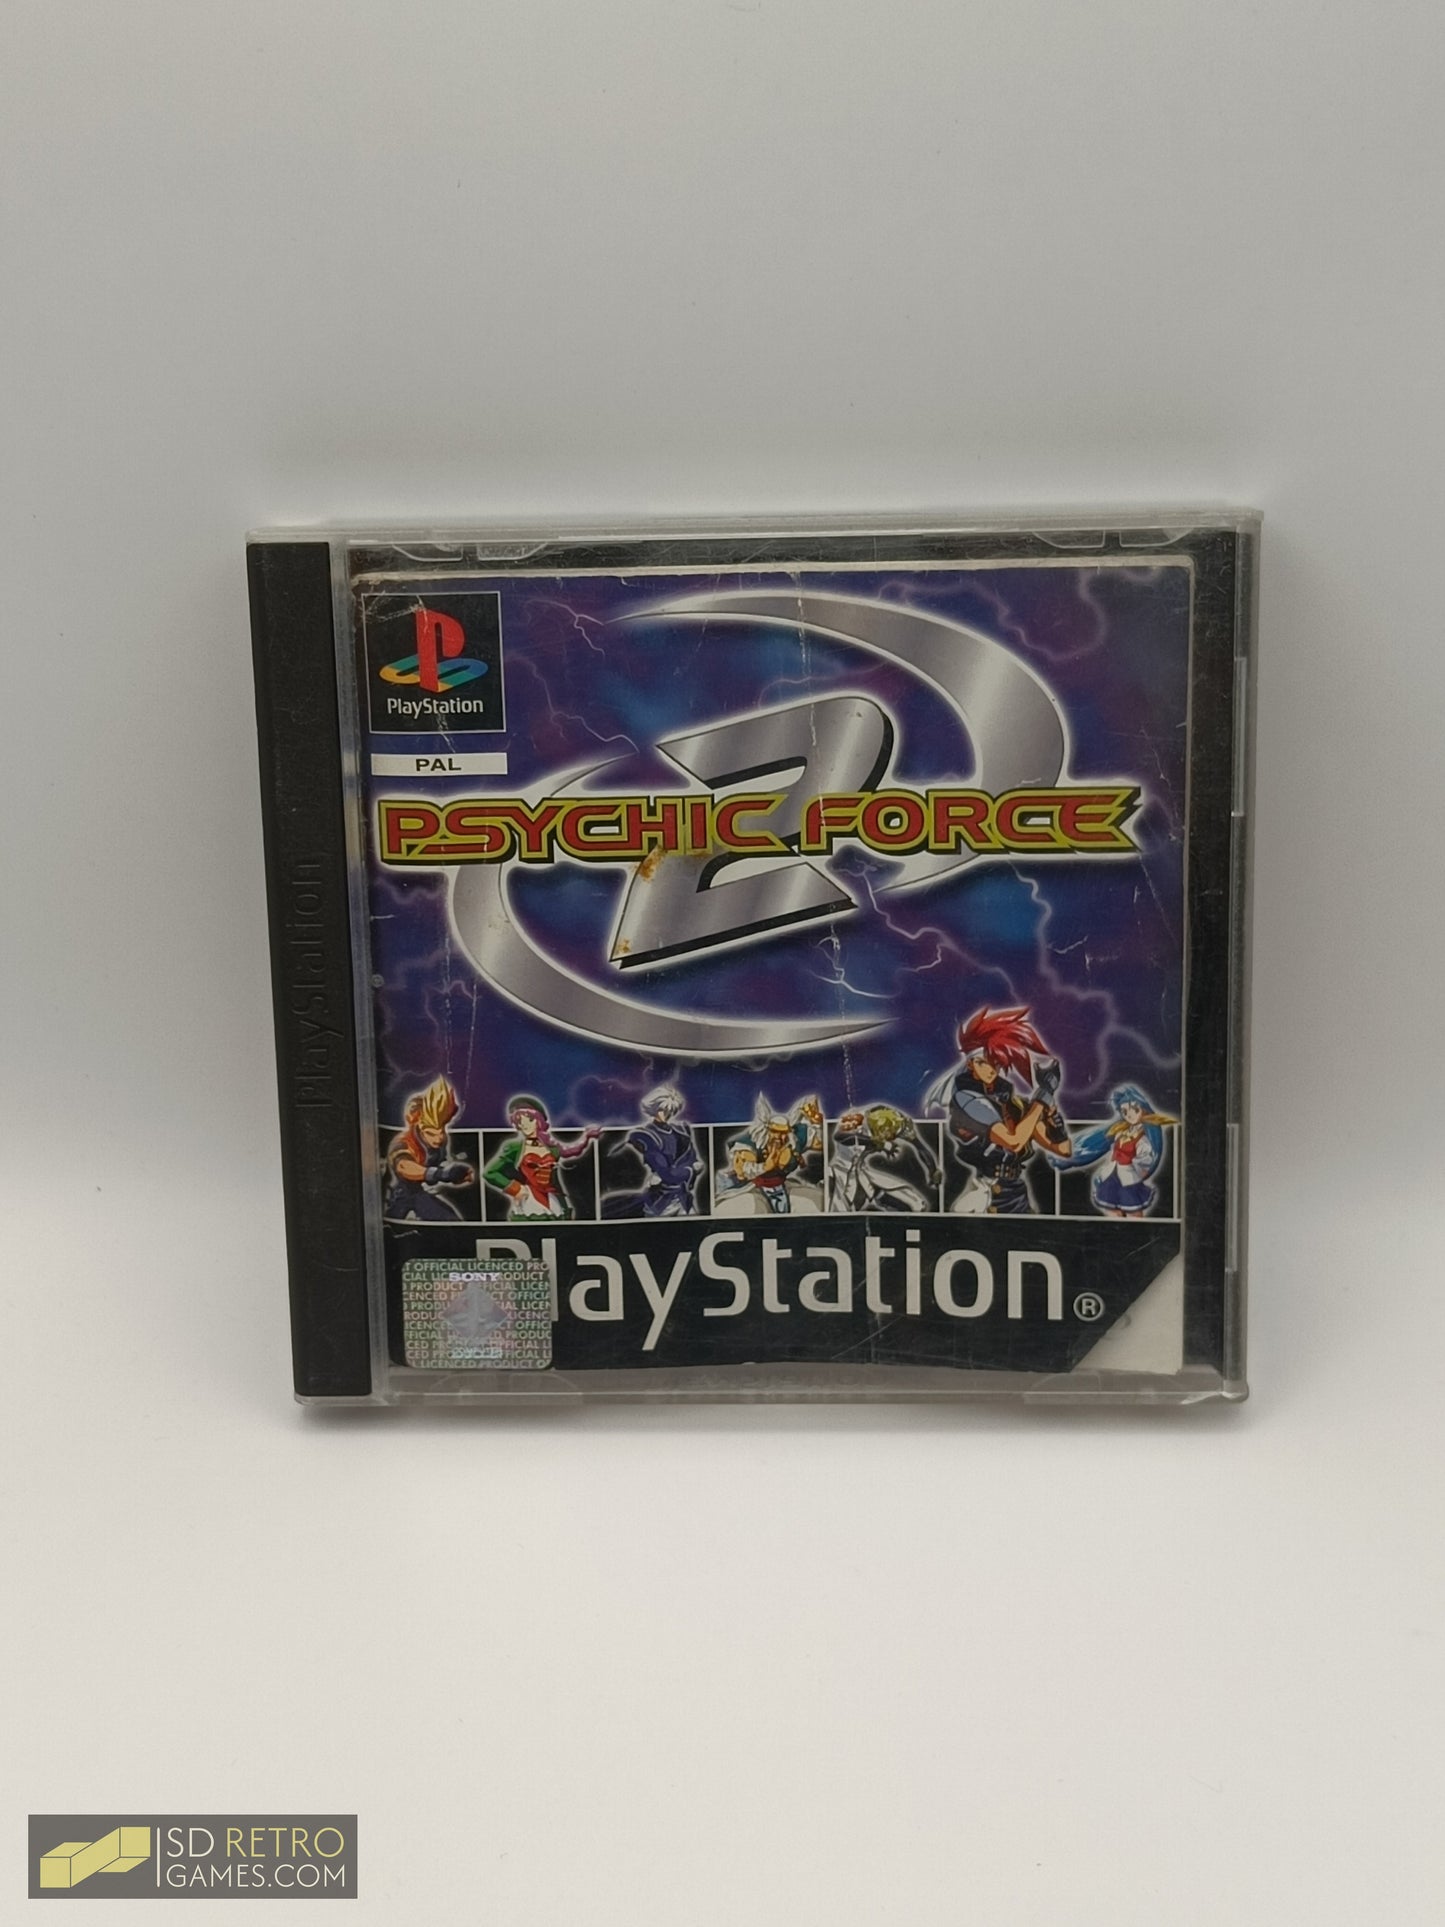 PlayStation
PAL
2
PSYCHIC FORCE
PlayStation
PlayStation®
SONY
SD RETRO
GAMES.COM